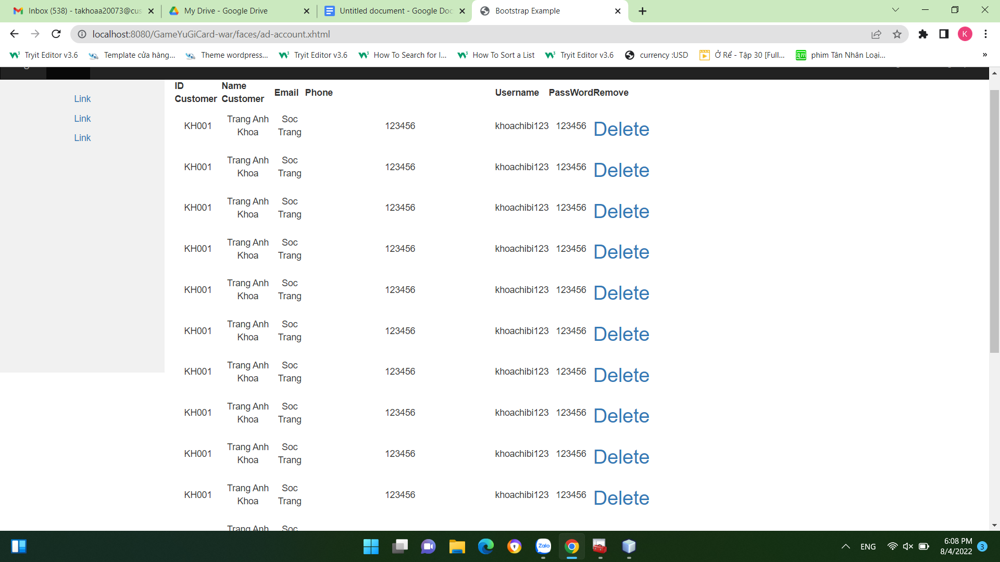 Inbox (538) - takhoaa20073@cus
My Drive - Google Drive
Untitled document - Google Doc
Bootstrap Example
localhost:8080/GameYuGiCard-war/faces/ad-account.xhtml
K
Tryit Editor v3.6
Template cửa hàng...
Theme wordpress...
Tryit Editor v3.6
How To Search for I...
How To Sort a List
Tryit Editor v3.6
currency :USD
Ở Rể - Tập 30 [Full...
phim Tân Nhân Loại...
»
Link
Link
Link
ID Customer
Name Customer
Email
Phone
Username
PassWord
Remove
KH001 Trang Anh Khoa Soc Trang 123456 khoachibi123 123456 Delete
KH001 Trang Anh Khoa Soc Trang 123456 khoachibi123 123456 Delete
KH001 Trang Anh Khoa Soc Trang 123456 khoachibi123 123456 Delete
KH001 Trang Anh Khoa Soc Trang 123456 khoachibi123 123456 Delete
KH001 Trang Anh Khoa Soc Trang 123456 khoachibi123 123456 Delete
KH001 Trang Anh Khoa Soc Trang 123456 khoachibi123 123456 Delete
KH001 Trang Anh Khoa Soc Trang 123456 khoachibi123 123456 Delete
KH001 Trang Anh Khoa Soc Trang 123456 khoachibi123 123456 Delete
KH001 Trang Anh Khoa Soc Trang 123456 khoachibi123 123456 Delete
KH001 Trang Anh Khoa Soc Trang 123456 khoachibi123 123456 Delete
Trang Anh Soc
Zalo
ENG
6:08 PM
8/4/2022
3